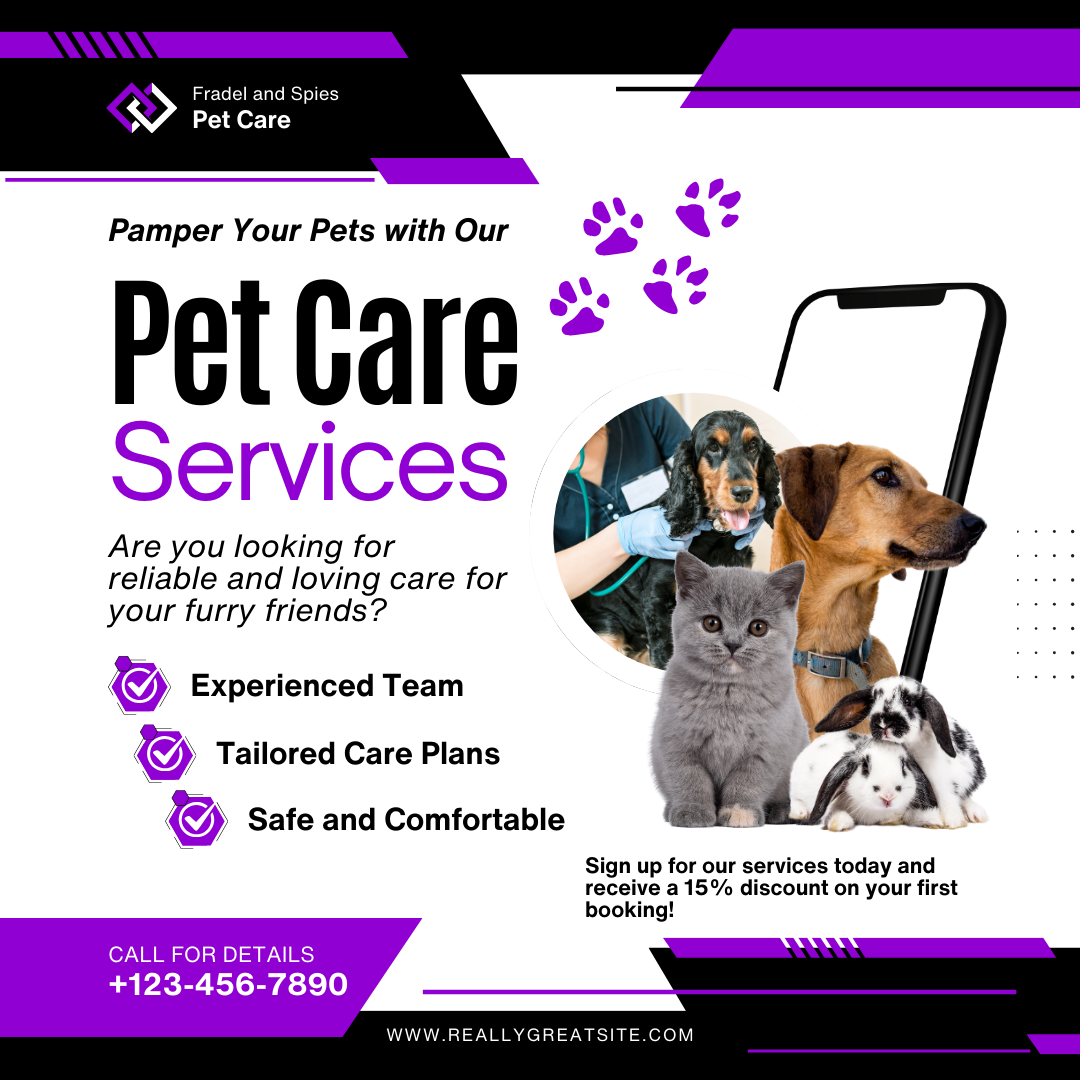 Fradel and Spies
Pet Care
Pamper Your Pets with Our
Pet Care
Services
Are you looking for
reliable and loving care for
your furry friends?
Experienced Team
Tailored Care Plans
Safe and Comfortable
Sign up for our services today and
receive a 15% discount on your first
booking!
CALL FOR DETAILS
+123-456-7890
WWW.REALLYGREATSITE.COM